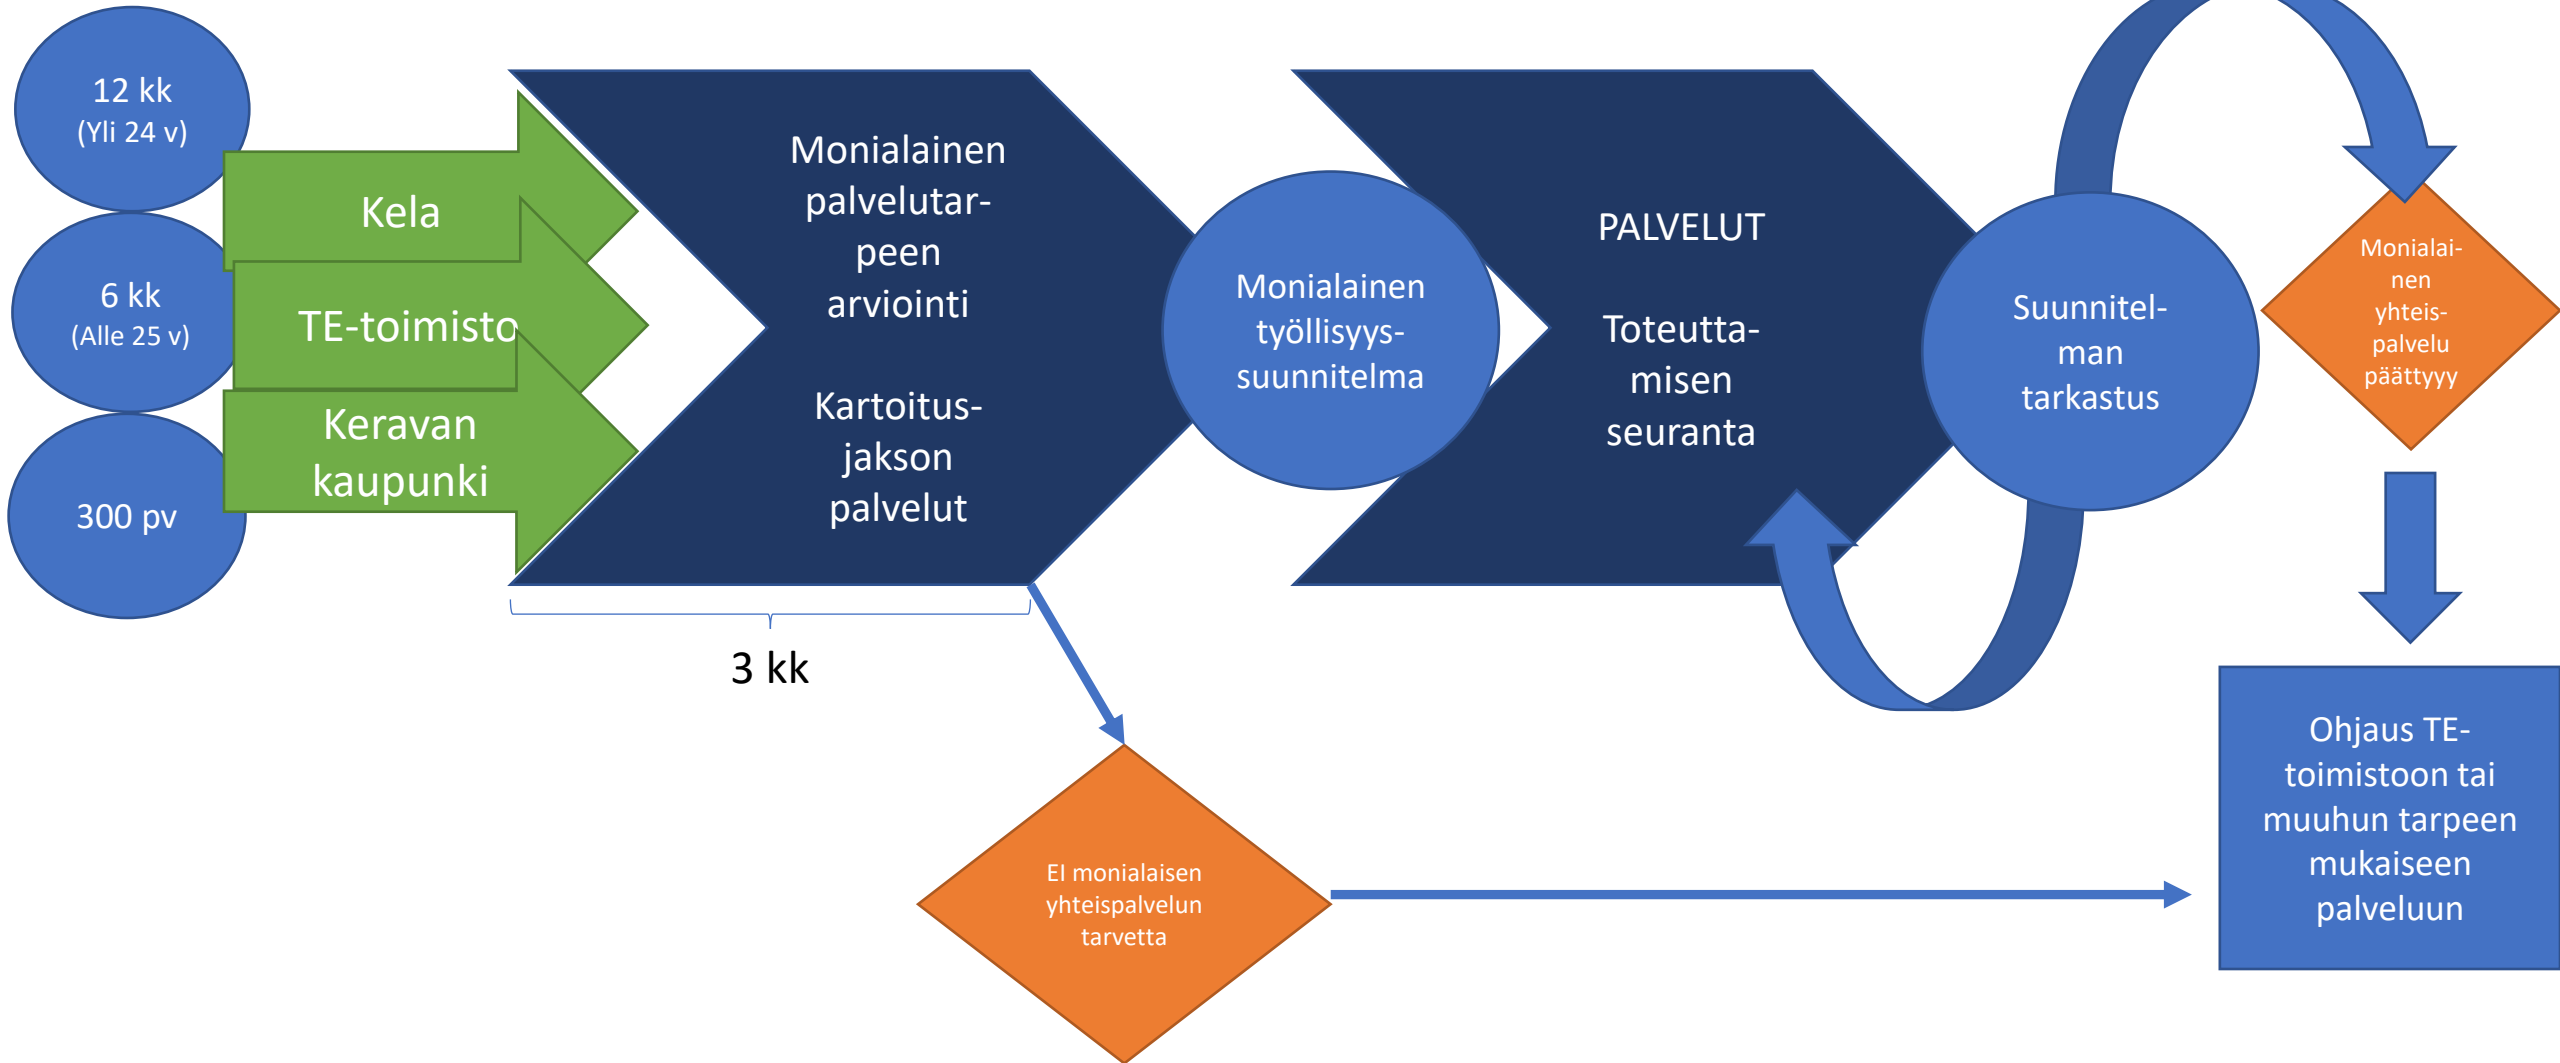 12 kk
(Yli 24 v)
6 kk
(Alle 25 v)
300 pv
Kela
TE-toimisto
Keravan
kaupunki
Monialainen
palvelutar-
peen
arviointi
Kartoitus-
jakson
palvelut
3 kk
Monialainen
työllisyys-
suunnitelma
PALVELUT
Toteutta-
misen
seuranta
Suunnitel-
man
tarkastus
Monialai-
nen
yhteis-
palvelu
päättyyy
EI monialaisen
yhteispalvelun
tarvetta
Ohjaus TE-
toimistoon tai
muuhun tarpeen
mukaiseen
palveluun